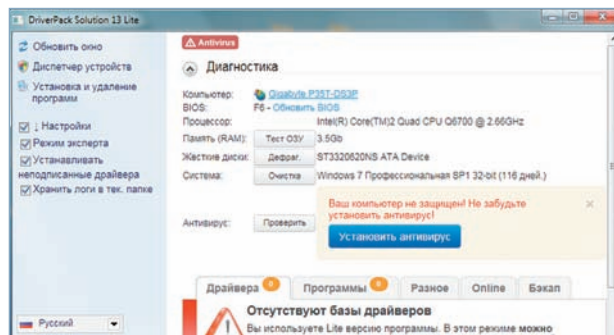 DriverPack Solution 13 Lite
Обновить окно
Диспетчер устройств
Установка и удаление
программ
↓ Настройки
Режим эксперта
Устанавливать
неподписанные драйвера
Хранить логи в тек. папке
Русский
Antivirus
Диагностика
Компьютер: Gigabyte P35T-DS3P
BIOS: F6 - Обновить BIOS
Процессор: Intel(R) Core(TM)2 Quad CPU Q6700 @ 2.66GHz
Память (RAM): Тест ОЗУ 3.5Gb
Жесткие диски: Дефраг. ST3320620NS ATA Device
Система: Очистка Windows 7 Профессиональная SP1 32-bit (116 дней.)
Антивирус: Проверить
Ваш компьютер не защищен! Не забудьте
установить антивирус!
Установить антивирус
Драйвера Программы Разное Online Бэкап
Отсутствуют базы драйверов
Вы используете Lite версию программы. В этом режиме можно